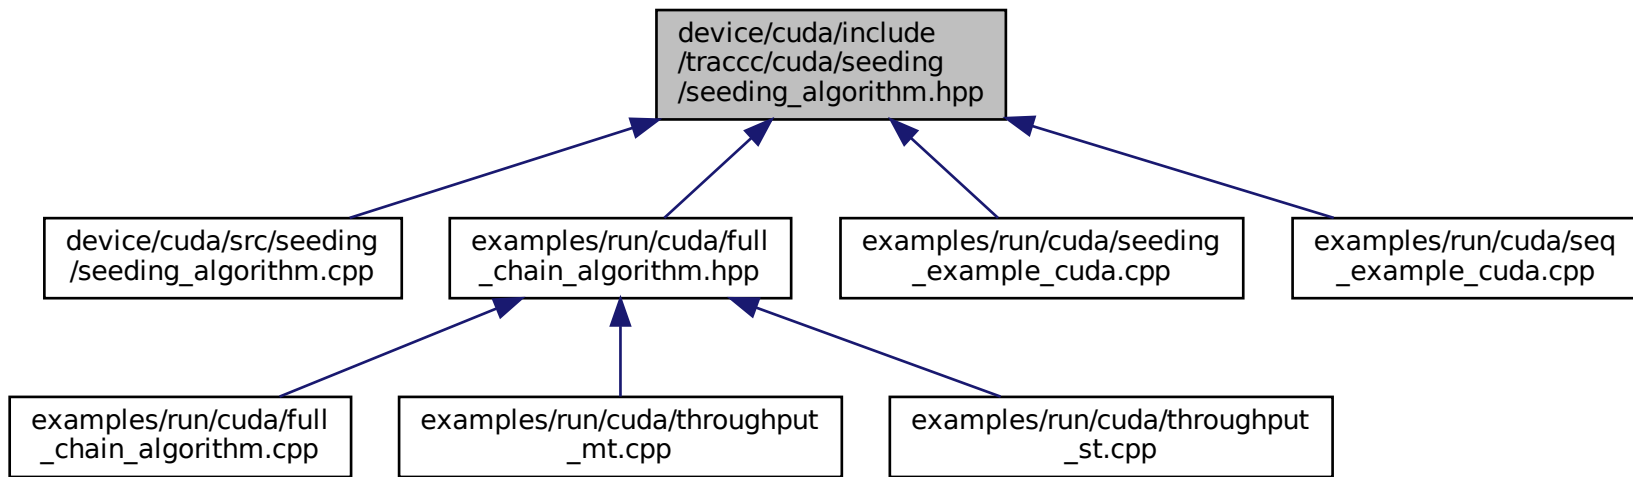 device/cuda/include
/traccc/cuda/seeding
/seeding_algorithm.hpp
device/cuda/src/seeding
/seeding_algorithm.cpp
examples/run/cuda/full
_chain_algorithm.hpp
examples/run/cuda/seeding
_example_cuda.cpp
examples/run/cuda/seq
_example_cuda.cpp
examples/run/cuda/full
_chain_algorithm.cpp
examples/run/cuda/throughput
_mt.cpp
examples/run/cuda/throughput
_st.cpp